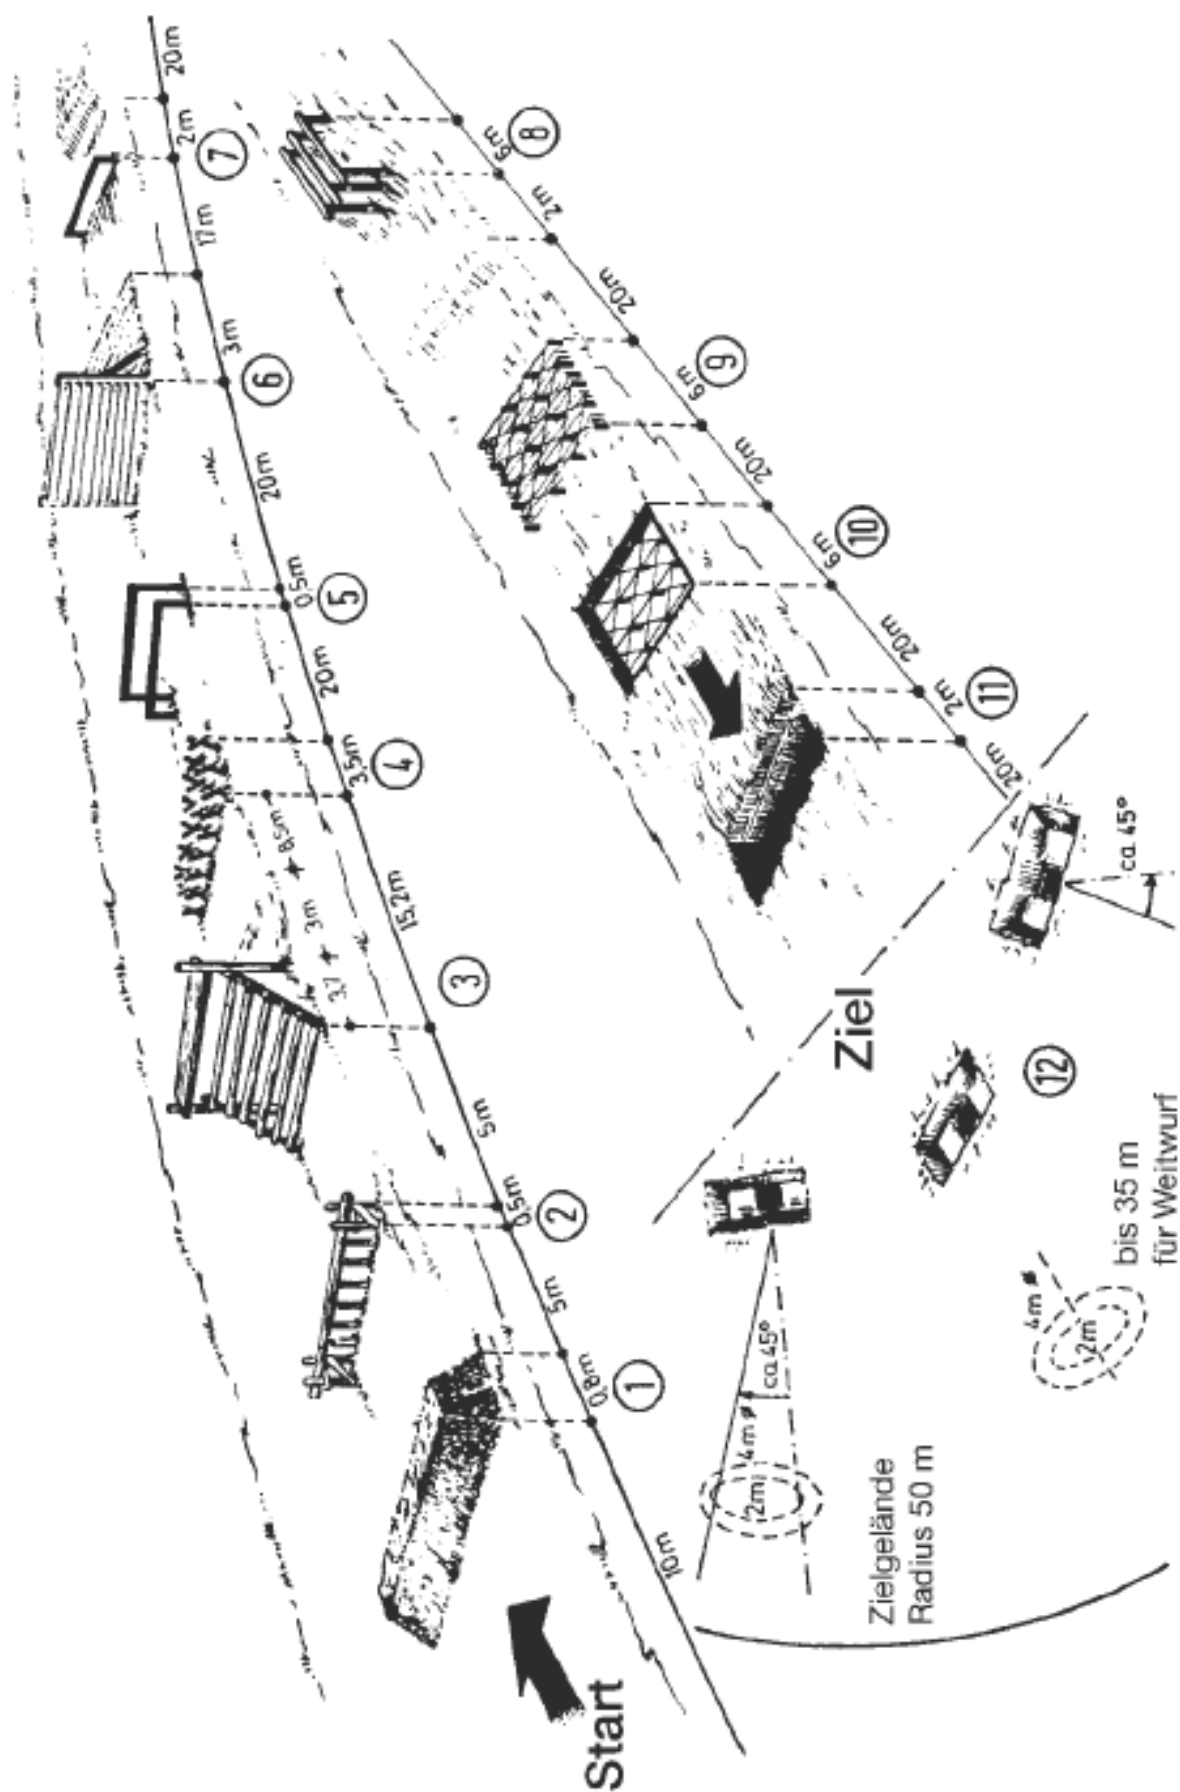 Start
10m
0,8m
1
5m
0,5m
2
5m
3
3,7 + 3m + 8,5m
15,2m
3,5m
4
20m
0,5m
5
20m
3m
6
17m
2m
7
20m
6m
8
2m
20m
6m
9
20m
6m
10
20m
2m
11
20m
Ziel
12
ca. 45°
ca 45°
4m ø
2m
4m ø
2m
Zielgelände
Radius 50 m
bis 35 m
für Weitwurf